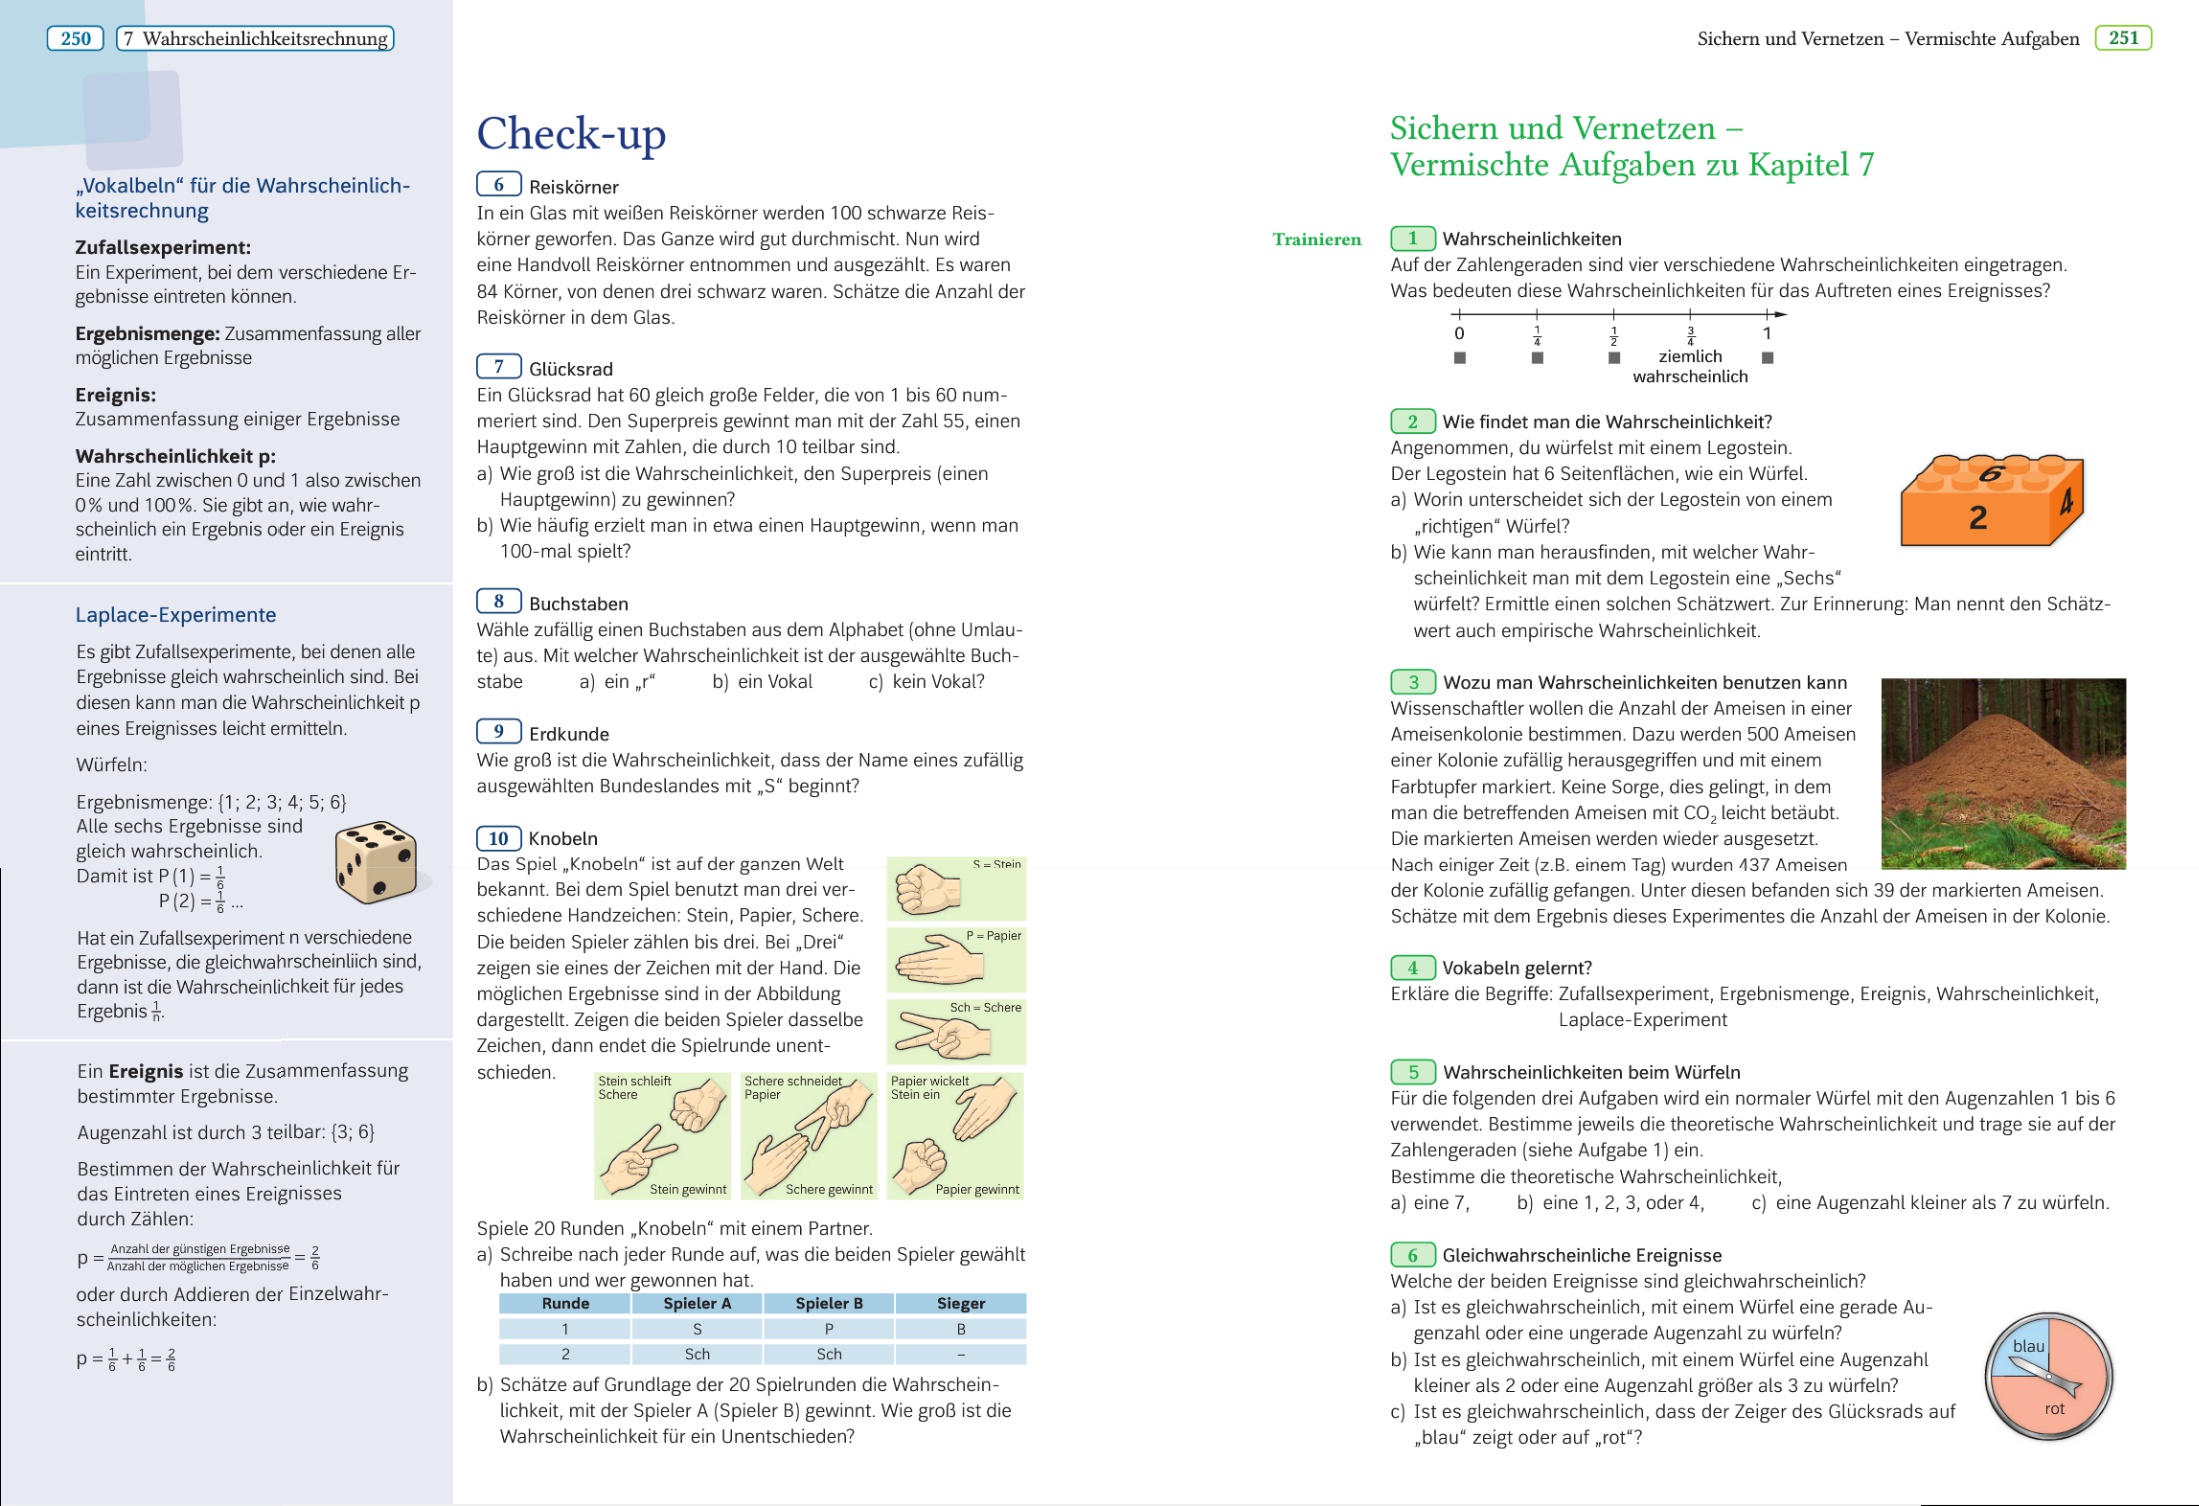 250
7 Wahrscheinlichkeitsrechnung
„Vokalbeln“ für die Wahrscheinlich-
keitsrechnung
Zufallsexperiment:
Ein Experiment, bei dem verschiedene Er-
gebnisse eintreten können.
Ergebnismenge: Zusammenfassung aller
möglichen Ergebnisse
Ereignis:
Zusammenfassung einiger Ergebnisse
Wahrscheinlichkeit p:
Eine Zahl zwischen 0 und 1 also zwischen
0 % und 100 %. Sie gibt an, wie wahr-
scheinlich ein Ergebnis oder ein Ereignis
eintritt.
Laplace-Experimente
Es gibt Zufallsexperimente, bei denen alle
Ergebnisse gleich wahrscheinlich sind. Bei
diesen kann man die Wahrscheinlichkeit p
eines Ereignisses leicht ermitteln.
Würfeln:
Ergebnismenge: {1; 2; 3; 4; 5; 6}
Alle sechs Ergebnisse sind
gleich wahrscheinlich.
Damit ist P (1) = 1/6
P (2) = 1/6 ...
Hat ein Zufallsexperiment n verschiedene
Ergebnisse, die gleichwahrscheinliich sind,
dann ist die Wahrscheinlichkeit für jedes
Ergebnis 1/n.
Ein Ereignis ist die Zusammenfassung
bestimmter Ergebnisse.
Augenzahl ist durch 3 teilbar: {3; 6}
Bestimmen der Wahrscheinlichkeit für
das Eintreten eines Ereignisses
durch Zählen:
p = Anzahl der günstigen Ergebnisse / Anzahl der möglichen Ergebnisse = 2/6
oder durch Addieren der Einzelwahr-
scheinlichkeiten:
p = 1/6 + 1/6 = 2/6
Check-up
6 Reiskörner
In ein Glas mit weißen Reiskörner werden 100 schwarze Reis-
körner geworfen. Das Ganze wird gut durchmischt. Nun wird
eine Handvoll Reiskörner entnommen und ausgezählt. Es waren
84 Körner, von denen drei schwarz waren. Schätze die Anzahl der
Reiskörner in dem Glas.
7 Glücksrad
Ein Glücksrad hat 60 gleich große Felder, die von 1 bis 60 num-
meriert sind. Den Superpreis gewinnt man mit der Zahl 55, einen
Hauptgewinn mit Zahlen, die durch 10 teilbar sind.
a) Wie groß ist die Wahrscheinlichkeit, den Superpreis (einen
Hauptgewinn) zu gewinnen?
b) Wie häufig erzielt man in etwa einen Hauptgewinn, wenn man
100-mal spielt?
8 Buchstaben
Wähle zufällig einen Buchstaben aus dem Alphabet (ohne Umlau-
te) aus. Mit welcher Wahrscheinlichkeit ist der ausgewählte Buch-
stabe a) ein „r“ b) ein Vokal c) kein Vokal?
9 Erdkunde
Wie groß ist die Wahrscheinlichkeit, dass der Name eines zufällig
ausgewählten Bundeslandes mit „S“ beginnt?
10 Knobeln
Das Spiel „Knobeln“ ist auf der ganzen Welt
bekannt. Bei dem Spiel benutzt man drei ver-
schiedene Handzeichen: Stein, Papier, Schere.
Die beiden Spieler zählen bis drei. Bei „Drei“
zeigen sie eines der Zeichen mit der Hand. Die
möglichen Ergebnisse sind in der Abbildung
dargestellt. Zeigen die beiden Spieler dasselbe
Zeichen, dann endet die Spielrunde unent-
schieden.
S = Stein
P = Papier
Sch = Schere
Stein schleift
Schere
Stein gewinnt
Schere schneidet
Papier
Schere gewinnt
Papier wickelt
Stein ein
Papier gewinnt
Spiele 20 Runden „Knobeln“ mit einem Partner.
a) Schreibe nach jeder Runde auf, was die beiden Spieler gewählt
haben und wer gewonnen hat.
Runde Spieler A Spieler B Sieger
1 S P B
2 Sch Sch –
b) Schätze auf Grundlage der 20 Spielrunden die Wahrschein-
lichkeit, mit der Spieler A (Spieler B) gewinnt. Wie groß ist die
Wahrscheinlichkeit für ein Unentschieden?
Sichern und Vernetzen – Vermischte Aufgaben 251
Sichern und Vernetzen –
Vermischte Aufgaben zu Kapitel 7
Trainieren
1 Wahrscheinlichkeiten
Auf der Zahlengeraden sind vier verschiedene Wahrscheinlichkeiten eingetragen.
Was bedeuten diese Wahrscheinlichkeiten für das Auftreten eines Ereignisses?
0 1/4 1/2 3/4 1
ziemlich
wahrscheinlich
2 Wie findet man die Wahrscheinlichkeit?
Angenommen, du würfelst mit einem Legostein.
Der Legostein hat 6 Seitenflächen, wie ein Würfel.
a) Worin unterscheidet sich der Legostein von einem
„richtigen“ Würfel?
b) Wie kann man herausfinden, mit welcher Wahr-
scheinlichkeit man mit dem Legostein eine „Sechs“
würfelt? Ermittle einen solchen Schätzwert. Zur Erinnerung: Man nennt den Schätz-
wert auch empirische Wahrscheinlichkeit.
6
2
4
3 Wozu man Wahrscheinlichkeiten benutzen kann
Wissenschaftler wollen die Anzahl der Ameisen in einer
Ameisenkolonie bestimmen. Dazu werden 500 Ameisen
einer Kolonie zufällig herausgegriffen und mit einem
Farbtupfer markiert. Keine Sorge, dies gelingt, in dem
man die betreffenden Ameisen mit CO₂ leicht betäubt.
Die markierten Ameisen werden wieder ausgesetzt.
Nach einiger Zeit (z.B. einem Tag) wurden 437 Ameisen
der Kolonie zufällig gefangen. Unter diesen befanden sich 39 der markierten Ameisen.
Schätze mit dem Ergebnis dieses Experimentes die Anzahl der Ameisen in der Kolonie.
4 Vokabeln gelernt?
Erkläre die Begriffe: Zufallsexperiment, Ergebnismenge, Ereignis, Wahrscheinlichkeit,
Laplace-Experiment
5 Wahrscheinlichkeiten beim Würfeln
Für die folgenden drei Aufgaben wird ein normaler Würfel mit den Augenzahlen 1 bis 6
verwendet. Bestimme jeweils die theoretische Wahrscheinlichkeit und trage sie auf der
Zahlengeraden (siehe Aufgabe 1) ein.
Bestimme die theoretische Wahrscheinlichkeit,
a) eine 7, b) eine 1, 2, 3, oder 4, c) eine Augenzahl kleiner als 7 zu würfeln.
6 Gleichwahrscheinliche Ereignisse
Welche der beiden Ereignisse sind gleichwahrscheinlich?
a) Ist es gleichwahrscheinlich, mit einem Würfel eine gerade Au-
genzahl oder eine ungerade Augenzahl zu würfeln?
b) Ist es gleichwahrscheinlich, mit einem Würfel eine Augenzahl
kleiner als 2 oder eine Augenzahl größer als 3 zu würfeln?
c) Ist es gleichwahrscheinlich, dass der Zeiger des Glücksrads auf
„blau“ zeigt oder auf „rot“?
blau
rot